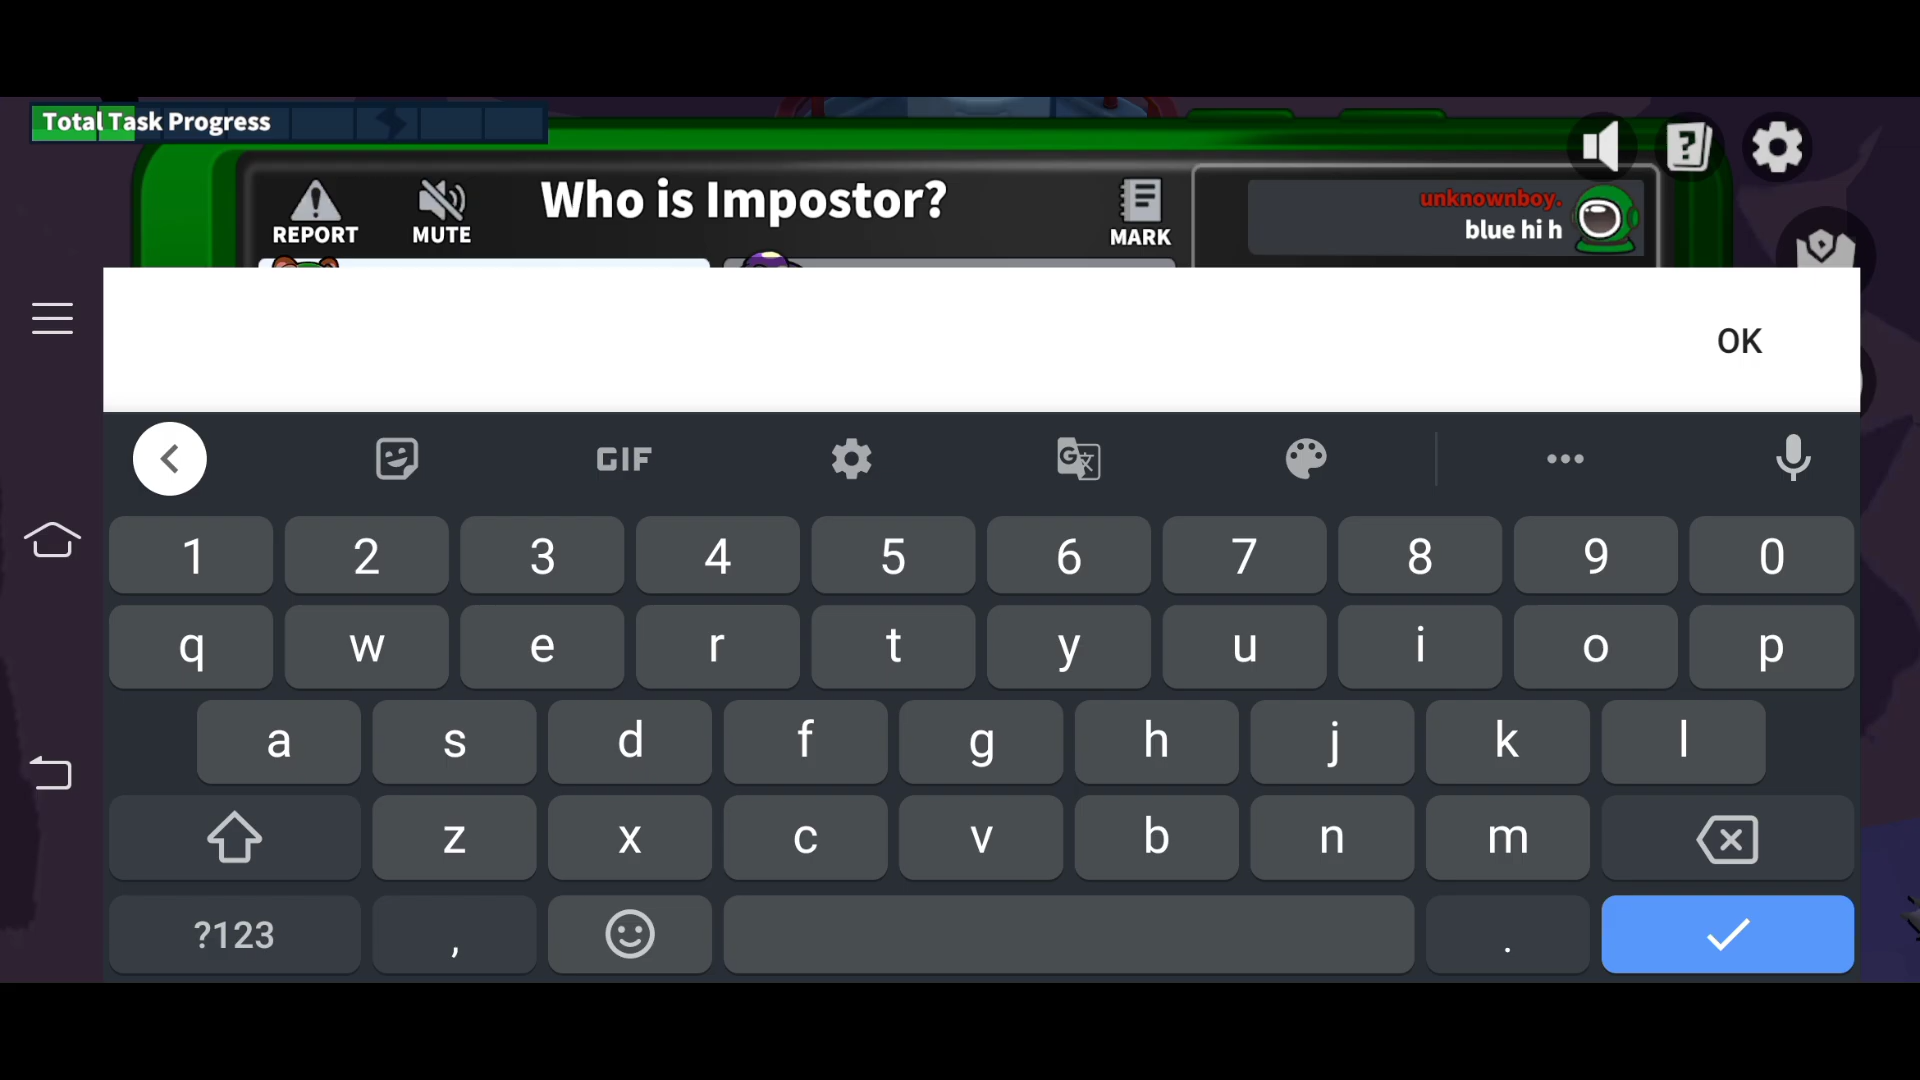 Total Task Progress
REPORT
MUTE
Who is Impostor?
MARK
unknownboy.
blue hi h
OK
GIF
1 2 3 4 5 6 7 8 9 0
q w e r t y u i o p
a s d f g h j k l
z x c v b n m
?123 , .